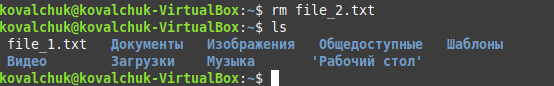 kovalchuk@kovalchuk-VirtualBox:~$ rm file_2.txt
kovalchuk@kovalchuk-VirtualBox:~$ ls
file_1.txt Документы Изображения Общедоступные Шаблоны
Видео Загрузки Музыка 'Рабочий стол'
kovalchuk@kovalchuk-VirtualBox:~$